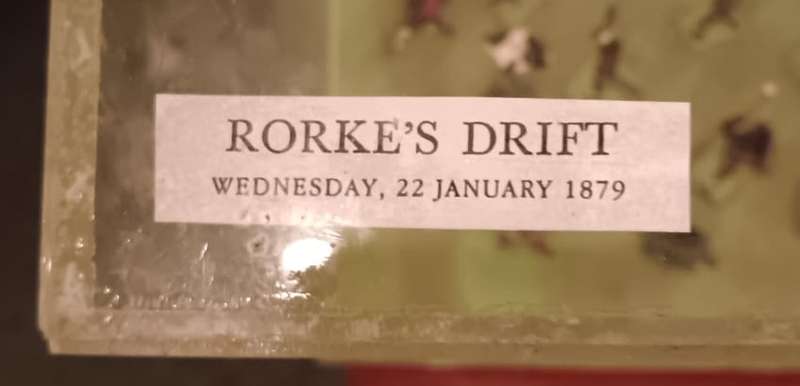 RORKE'S DRIFT
WEDNESDAY, 22 JANUARY 1879